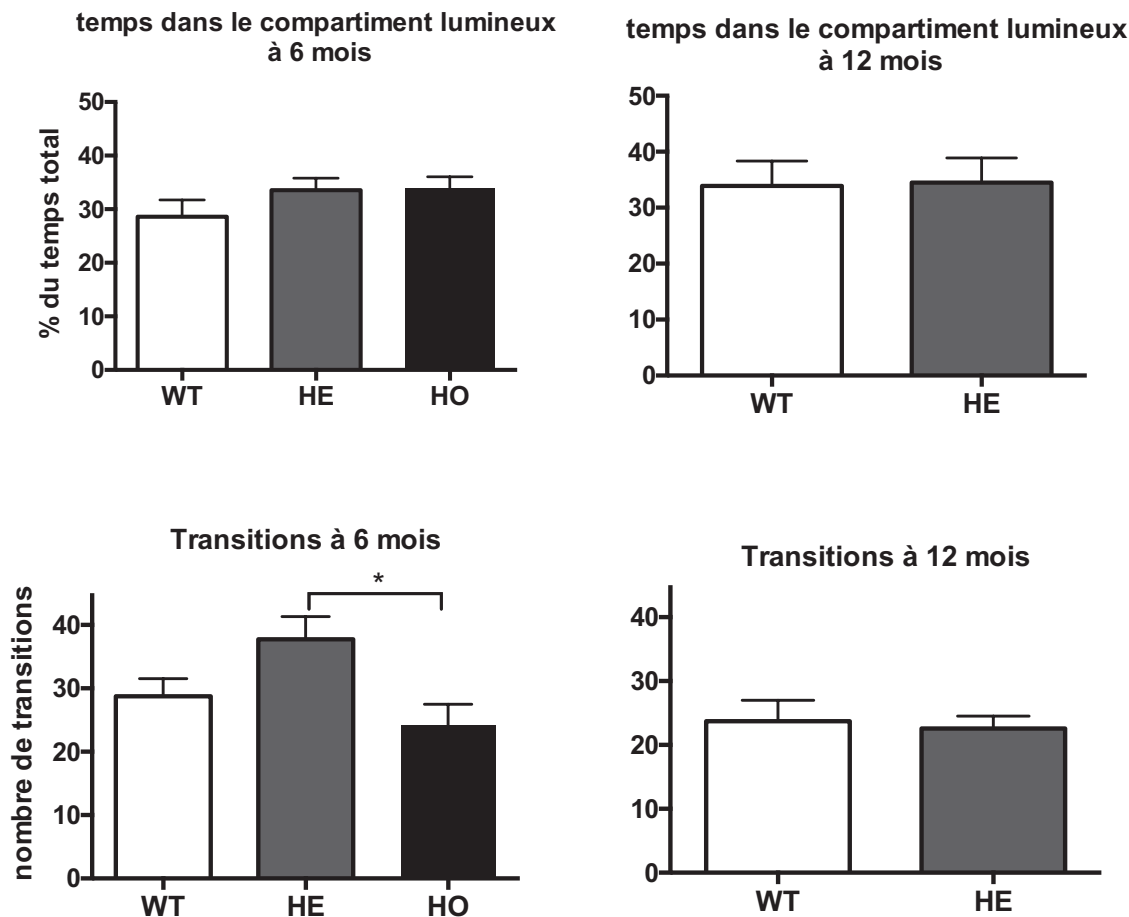 temps dans le compartiment lumineux
à 6 mois
% du temps total
50
40
30
20
10
0
WT HE HO
temps dans le compartiment lumineux
à 12 mois
50
40
30
20
10
0
WT HE
Transitions à 6 mois
*
nombre de transitions
40
30
20
10
0
WT HE HO
Transitions à 12 mois
40
30
20
10
0
WT HE